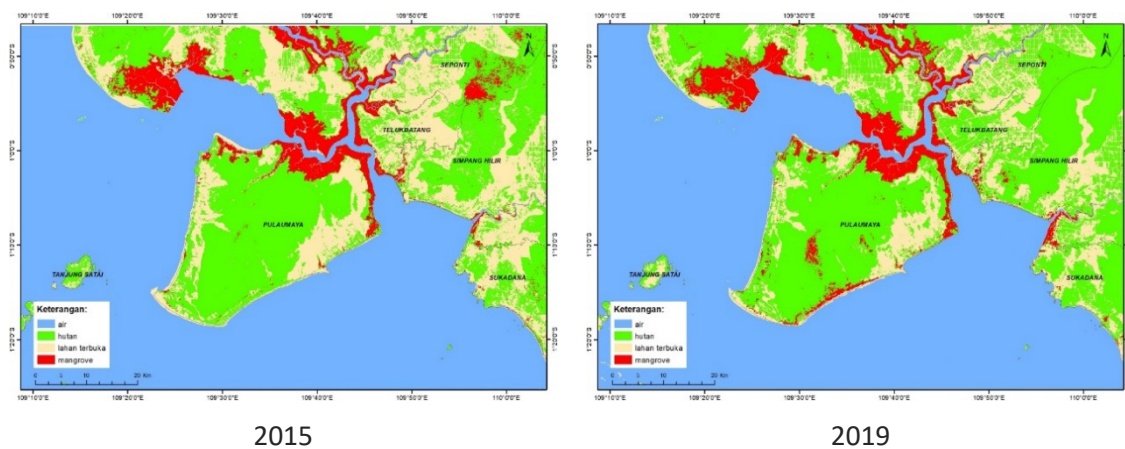 109°10'0"E 109°20'0"E 109°30'0"E 109°40'0"E 109°50'0"E 110°0'0"E
N
SEPONTI
TELUKBATANG
SIMPANG HILIR
PULAUMAYA
TANJUNG SATAI
SUKADANA
Keterangan:
air
hutan
lahan terbuka
mangrove
0 5 10 20 Km
109°10'0"E 109°20'0"E 109°30'0"E 109°40'0"E 109°50'0"E 110°0'0"E
2015
109°10'0"E 109°20'0"E 109°30'0"E 109°40'0"E 109°50'0"E 110°0'0"E
N
SEPONTI
TELUKBATANG
SIMPANG HILIR
PULAUMAYA
TANJUNG SATAI
SUKADANA
Keterangan:
air
hutan
lahan terbuka
mangrove
0 5 10 20 Km
109°10'0"E 109°20'0"E 109°30'0"E 109°40'0"E 109°50'0"E 110°0'0"E
2019